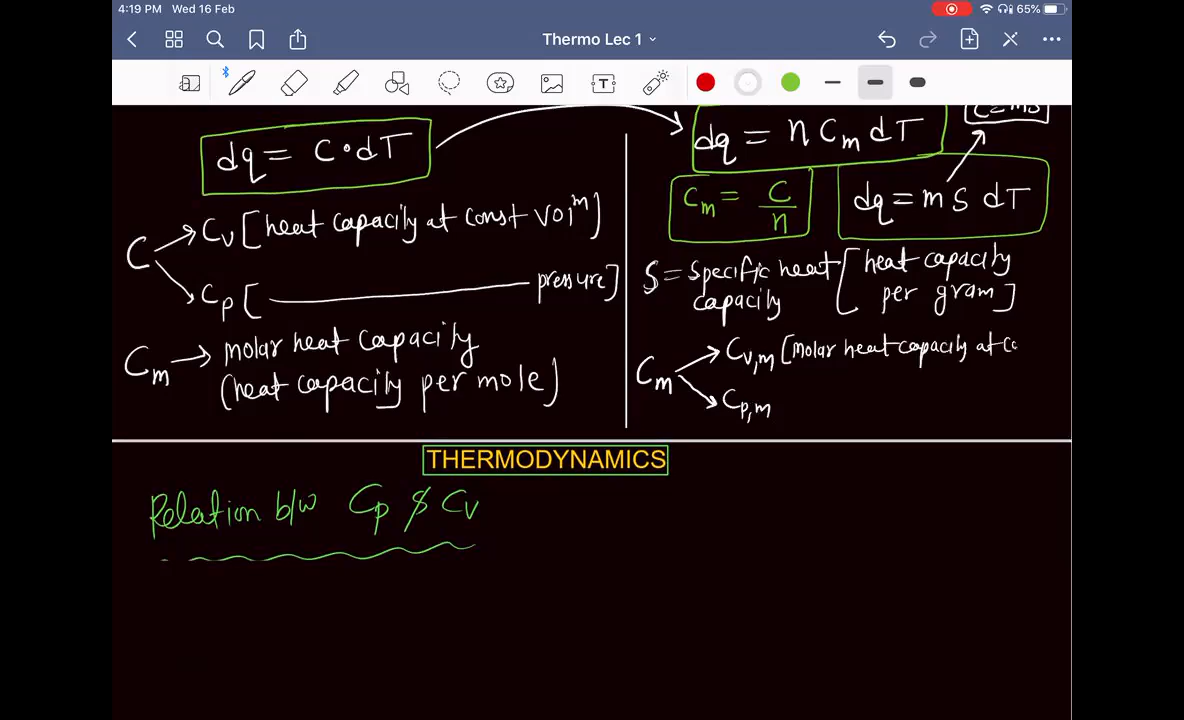 4:19 PM Wed 16 Feb
65%
Thermo Lec 1
T
dq = C · dT
dq = n Cm dT
Cm = C/n
dq = m S dT
C → Cv [heat capacity at const volm]
→ Cp [ ——— pressure]
S = Specific heat capacity [heat capacity per gram]
Cm → molar heat capacity
(heat capacity per mole)
Cm → Cv,m [Molar heat capacity at
→ Cp,m
THERMODYNAMICS
Relation b/w Cp & Cv